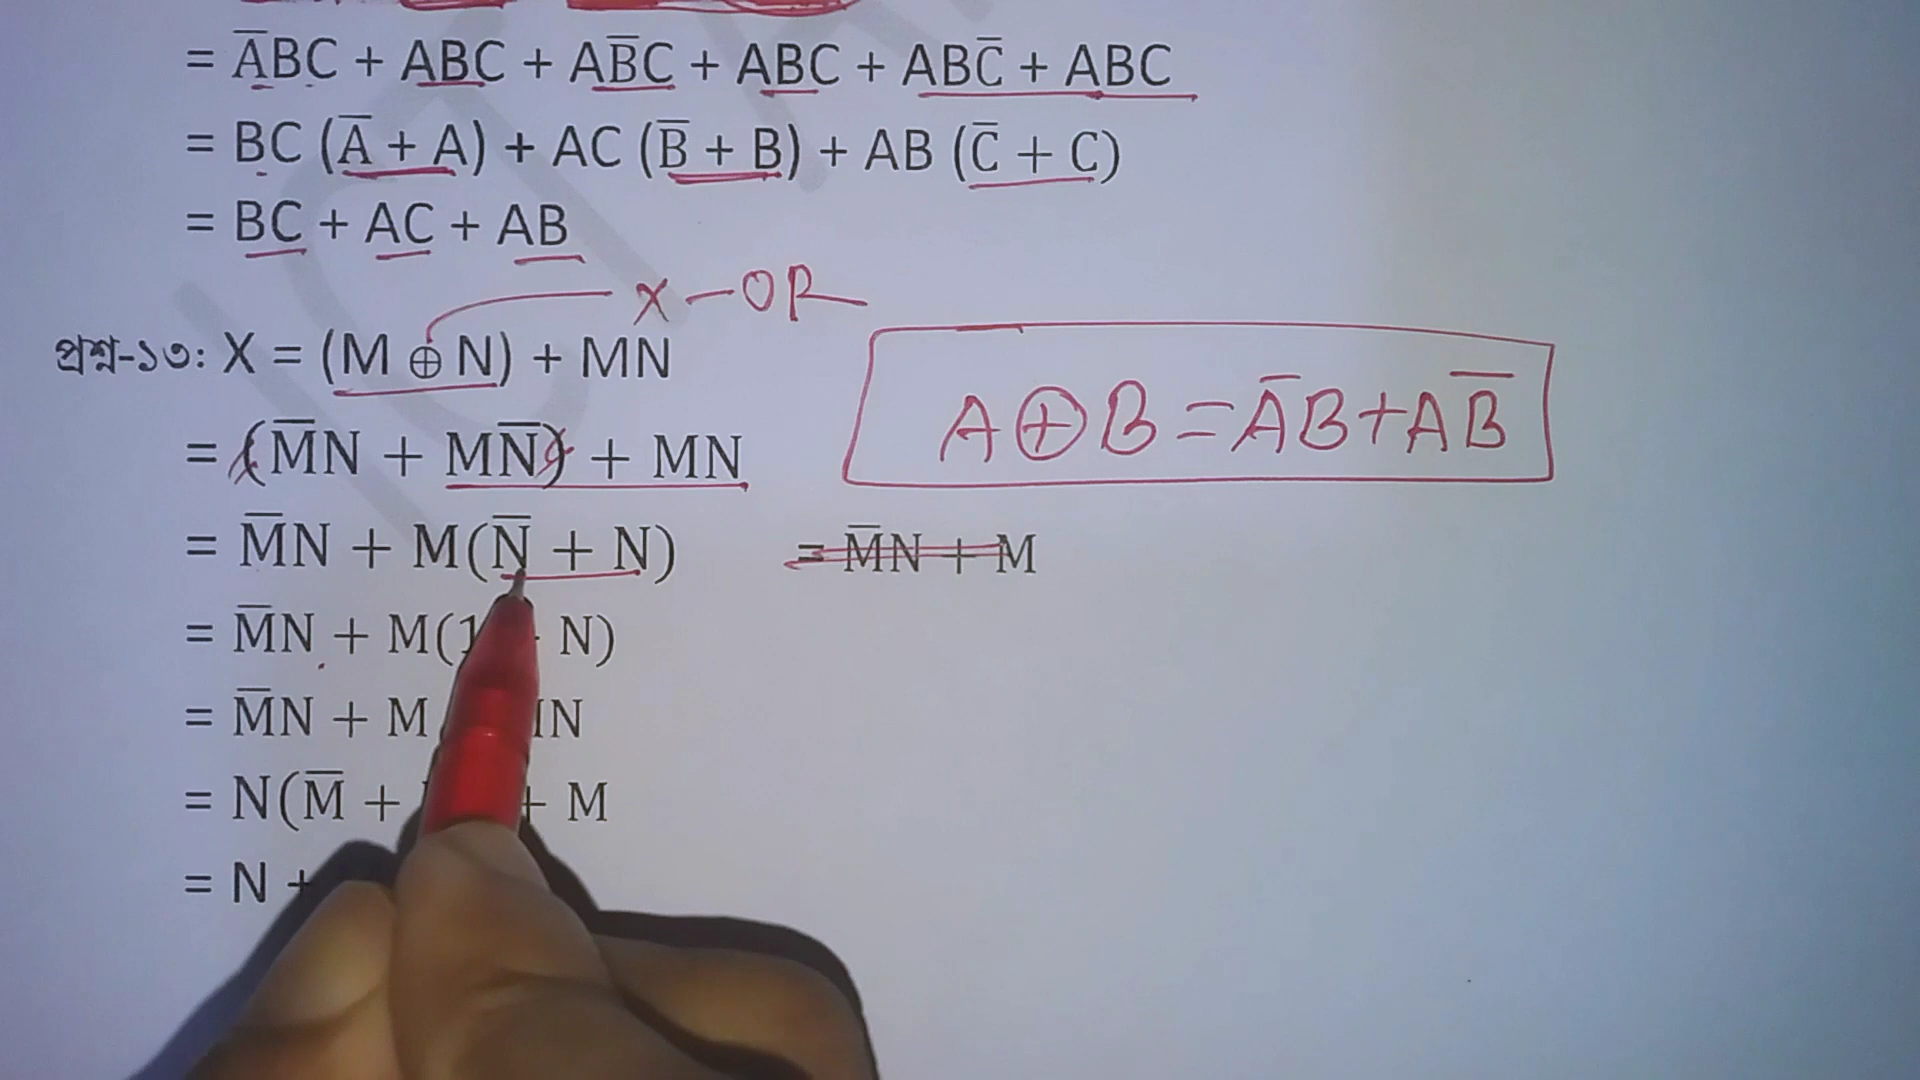 = A̅BC + ABC + AB̅C + ABC + ABC̅ + ABC
= BC (A̅ + A) + AC (B̅ + B) + AB (C̅ + C)
= BC + AC + AB
X-OR
প্রশ্ন-১৩: X = (M ⊕ N) + MN
A ⊕ B = A̅B + AB̅
= (M̅N + MN̅) + MN
= M̅N + M(N̅ + N) = M̅N + M
= M̅N + M(1 N)
= M̅N + M N
= N(M̅ + + M
= N +